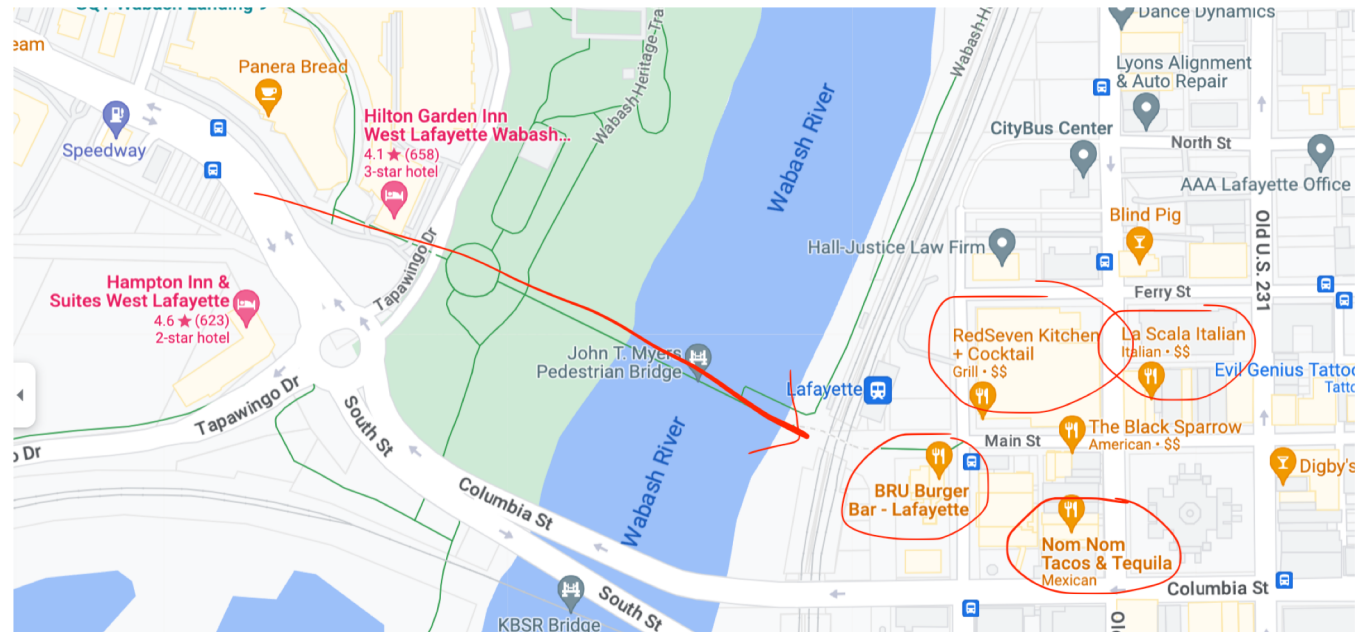 Dance Dynamics
eam
Panera Bread
Lyons Alignment
& Auto Repair
Hilton Garden Inn
West Lafayette Wabash...
4.1 ★ (658)
3-star hotel
Wabash-Heritage-Tra
Wabash-H
Wabash River
CityBus Center
North St
Speedway
AAA Lafayette Office
Blind Pig
Hall-Justice Law Firm
Old U.S. 231
Tapawingo Dr
Hampton Inn &
Suites West Lafayette
4.6 ★ (623)
2-star hotel
Ferry St
RedSeven Kitchen
+ Cocktail
Grill • $$
La Scala Italian
Italian • $$
John T. Myers
Pedestrian Bridge
Lafayette
Evil Genius Tattoo
Tatto
Tapawingo Dr
South St
The Black Sparrow
American • $$
Main St
o Dr
Wabash River
Digby's
BRU Burger
Bar - Lafayette
Columbia St
Nom Nom
Tacos & Tequila
Mexican
Columbia St
South St
KBSR Bridge
Ol